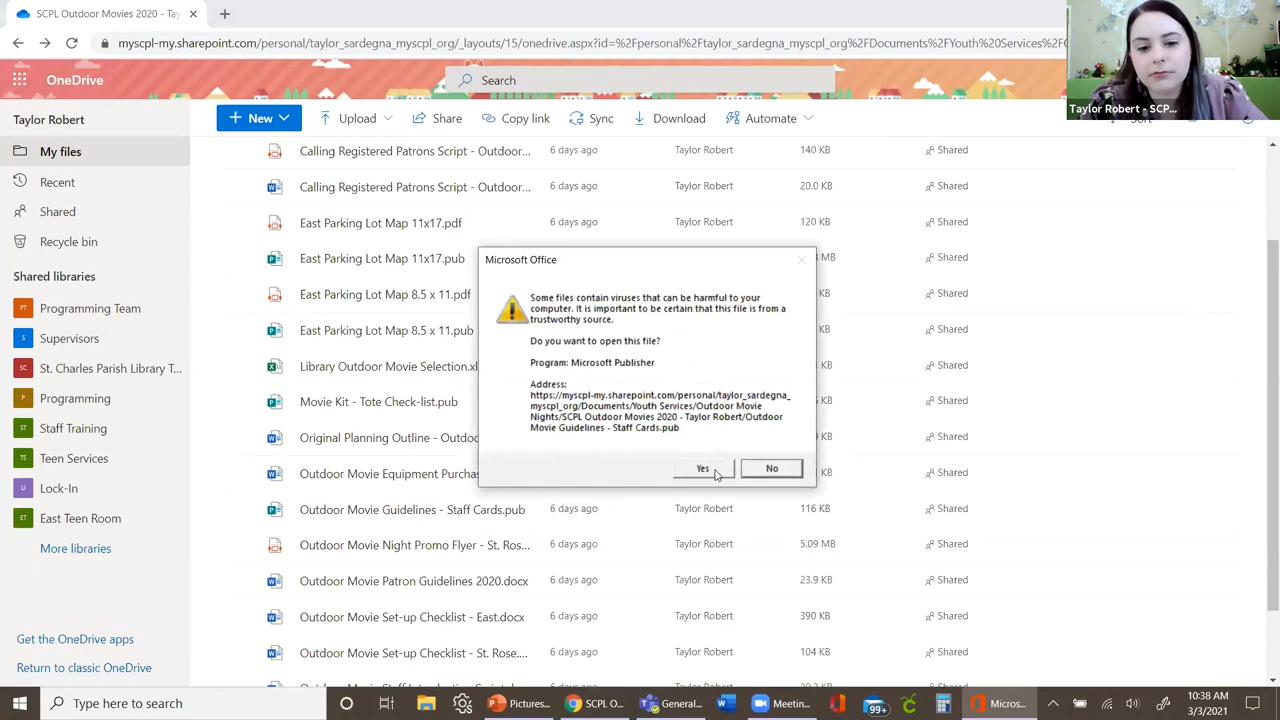 SCPL Outdoor Movies 2020 - Tayl
myscpl-my.sharepoint.com/personal/taylor_sardegna_myscpl_org/_layouts/15/onedrive.aspx?id=%2Fpersonal%2Ftaylor_sardegna_myscpl_org%2FDocuments%2FYouth%20Services%2FC
Taylor Robert - SCP...
OneDrive
Search
Taylor Robert
New
Upload
Share
Copy link
Sync
Download
Automate
My files
Recent
Shared
Recycle bin
Shared libraries
Programming Team
Supervisors
St. Charles Parish Library T...
Programming
Staff Training
Teen Services
Lock-In
East Teen Room
More libraries
Get the OneDrive apps
Return to classic OneDrive
Calling Registered Patrons Script - Outdoor... 6 days ago Taylor Robert 140 KB Shared
Calling Registered Patrons Script - Outdoor... 6 days ago Taylor Robert 20.0 KB Shared
East Parking Lot Map 11x17.pdf 6 days ago Taylor Robert 120 KB Shared
East Parking Lot Map 11x17.pub MB Shared
East Parking Lot Map 8.5 x 11.pdf KB Shared
East Parking Lot Map 8.5 x 11.pub KB Shared
Library Outdoor Movie Selection.xl KB Shared
Movie Kit - Tote Check-list.pub KB Shared
Original Planning Outline - Outdo KB Shared
Outdoor Movie Equipment Purcha KB Shared
Outdoor Movie Guidelines - Staff Cards.pub 6 days ago Taylor Robert 116 KB Shared
Outdoor Movie Night Promo Flyer - St. Ros... 6 days ago Taylor Robert 5.09 MB Shared
Outdoor Movie Patron Guidelines 2020.docx 6 days ago Taylor Robert 23.9 KB Shared
Outdoor Movie Set-up Checklist - East.docx 6 days ago Taylor Robert 390 KB Shared
Outdoor Movie Set-up Checklist - St. Rose.... 6 days ago Taylor Robert 104 KB Shared
Microsoft Office
Some files contain viruses that can be harmful to your
computer. It is important to be certain that this file is from a
trustworthy source.
Do you want to open this file?
Program: Microsoft Publisher
Address:
https://myscpl-my.sharepoint.com/personal/taylor_sardegna_
myscpl_org/Documents/Youth Services/Outdoor Movie
Nights/SCPL Outdoor Movies 2020 - Taylor Robert/Outdoor
Movie Guidelines - Staff Cards.pub
Yes
No
Type here to search
Pictures...
SCPL O...
General...
Meetin...
99+
Micros...
10:38 AM
3/3/2021